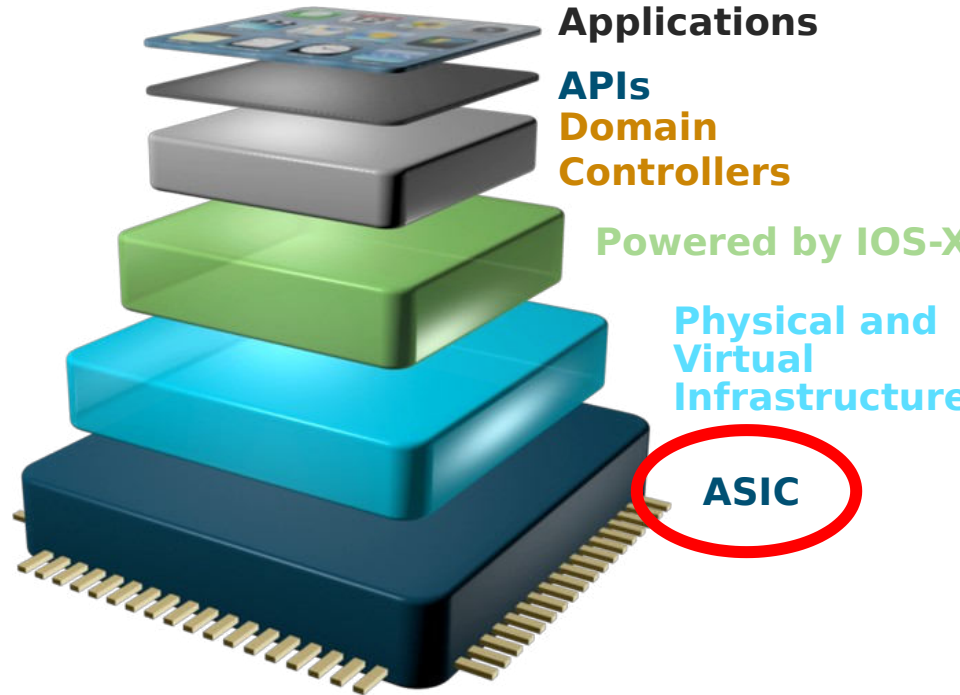 Applications
APIs
Domain
Controllers
Powered by IOS-X
Physical and
Virtual
Infrastructure
ASIC